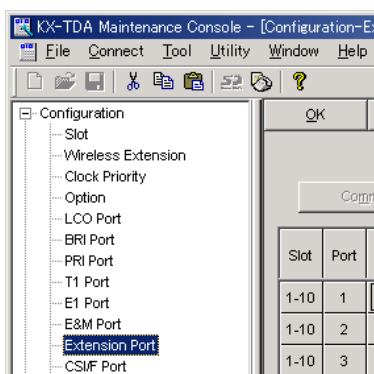 KX-TDA Maintenance Console - [Configuration-E
File Connect Tool Utility Window Help
Configuration
Slot
Wireless Extension
Clock Priority
Option
LCO Port
BRI Port
PRI Port
T1 Port
E1 Port
E&M Port
Extension Port
CSI/F Port
OK
Com
Slot Port
1-10 1
1-10 2
1-10 3